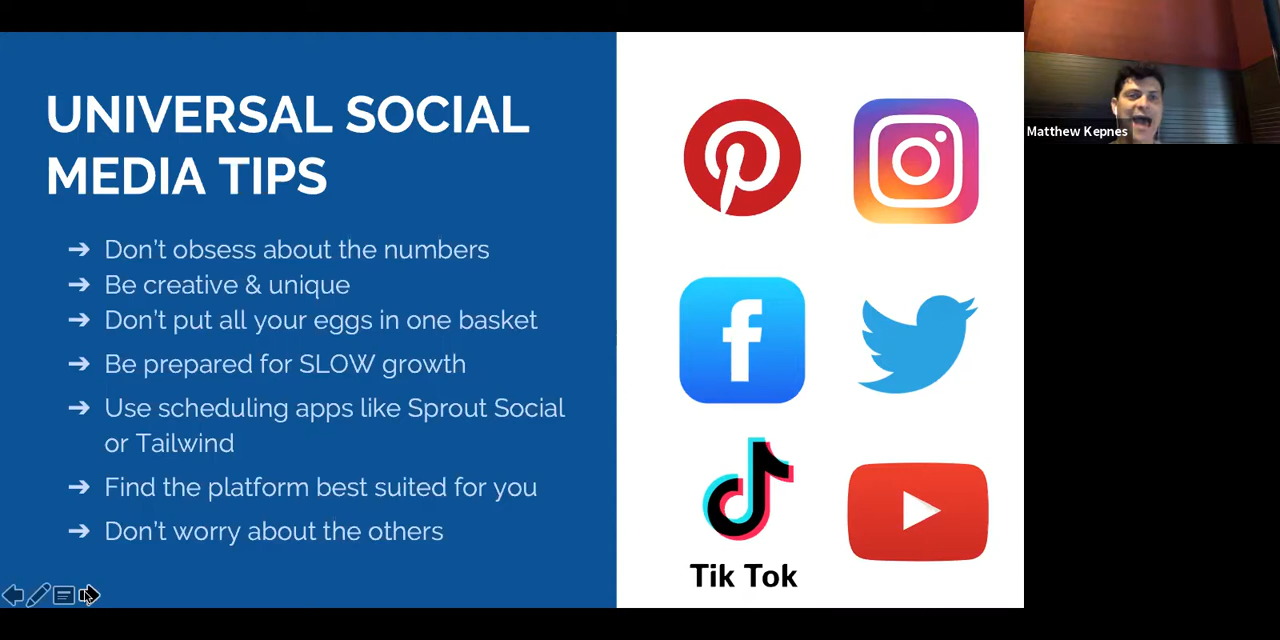 UNIVERSAL SOCIAL
MEDIA TIPS
➔ Don't obsess about the numbers
➔ Be creative & unique
➔ Don't put all your eggs in one basket
➔ Be prepared for SLOW growth
➔ Use scheduling apps like Sprout Social
or Tailwind
➔ Find the platform best suited for you
➔ Don't worry about the others
Tik Tok
Matthew Kepnes